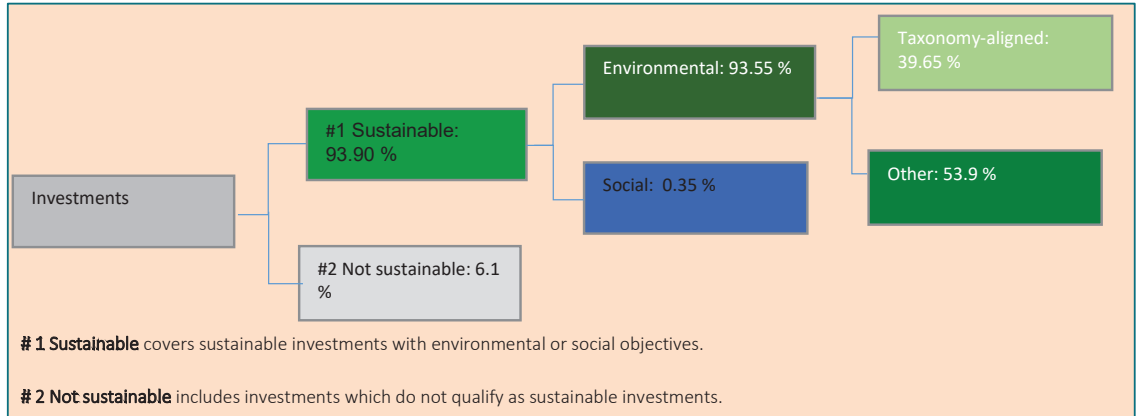 Taxonomy-aligned:
39.65 %
Environmental: 93.55 %
#1 Sustainable:
93.90 %
Other: 53.9 %
Social:  0.35 %
Investments
#2 Not sustainable: 6.1
%
# 1 Sustainable covers sustainable investments with environmental or social objectives.
# 2 Not sustainable includes investments which do not qualify as sustainable investments.